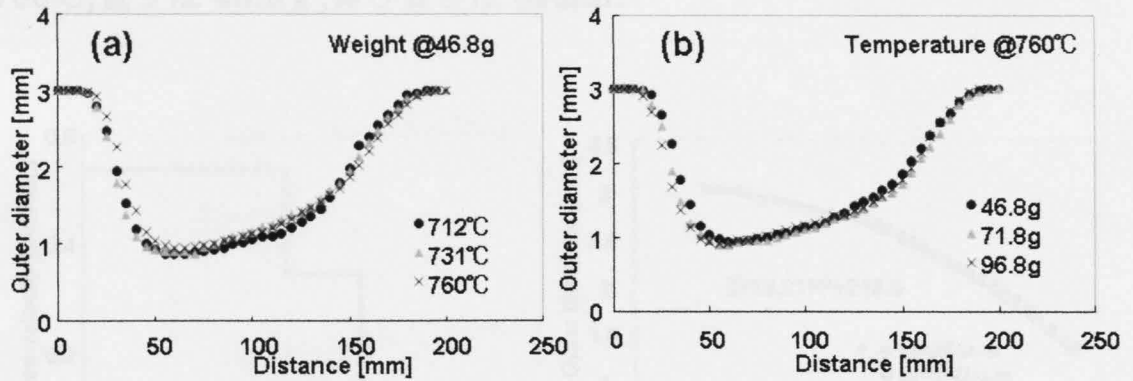 4
(a)
Weight @46.8g
3
2
1
0
Outer diameter [mm]
712℃
731℃
760℃
0 50 100 150 200 250
Distance [mm]
4
(b)
Temperature @760℃
3
2
1
0
Outer diameter [mm]
46.8g
71.8g
96.8g
0 50 100 150 200 250
Distance [mm]